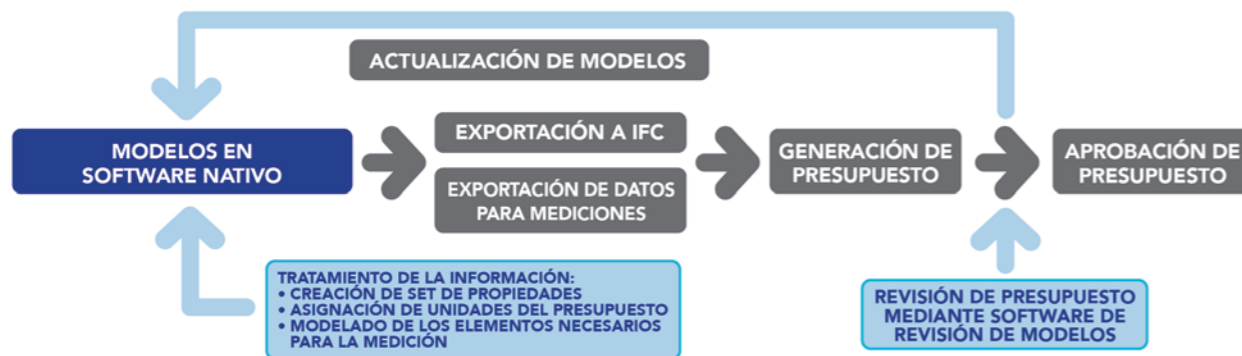 ACTUALIZACIÓN DE MODELOS
MODELOS EN
SOFTWARE NATIVO
EXPORTACIÓN A IFC
EXPORTACIÓN DE DATOS
PARA MEDICIONES
GENERACIÓN DE
PRESUPUESTO
APROBACIÓN DE
PRESUPUESTO
TRATAMIENTO DE LA INFORMACIÓN:
• CREACIÓN DE SET DE PROPIEDADES
• ASIGNACIÓN DE UNIDADES DEL PRESUPUESTO
• MODELADO DE LOS ELEMENTOS NECESARIOS
PARA LA MEDICIÓN
REVISIÓN DE PRESUPUESTO
MEDIANTE SOFTWARE DE
REVISIÓN DE MODELOS